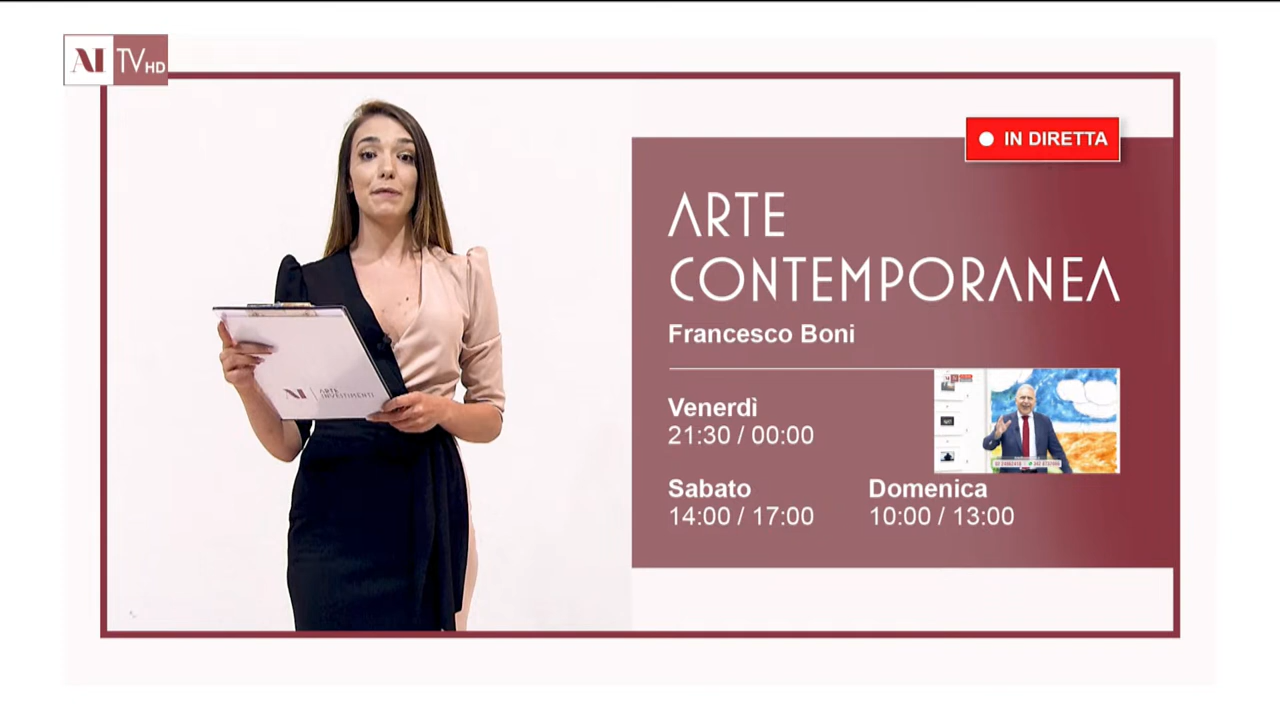 AI TV HD
IN DIRETTA
ARTE
CONTEMPORANEA
Francesco Boni
Venerdì
21:30 / 00:00
Sabato
14:00 / 17:00
Domenica
10:00 / 13:00
AI ARTE
INVESTIMENTI